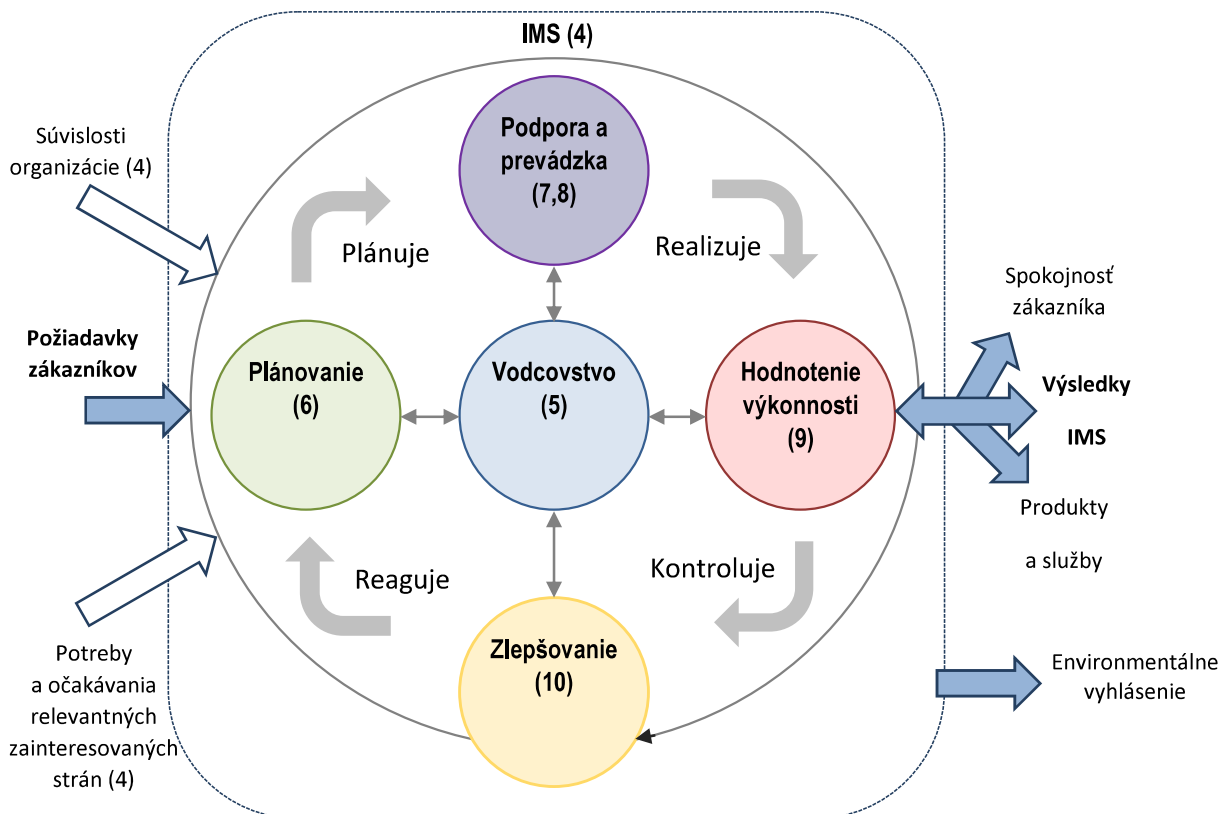 IMS (4)
Súvislosti
organizácie (4)
Požiadavky
zákazníkov
Potreby
a očakávania
relevantných
zainteresovaných
strán (4)
Podpora a
prevádzka
(7,8)
Plánuje
Realizuje
Plánovanie
(6)
Vodcovstvo
(5)
Hodnotenie
výkonnosti
(9)
Reaguje
Kontroluje
Zlepšovanie
(10)
Spokojnosť
zákazníka
Výsledky
IMS
Produkty
a služby
Environmentálne
vyhlásenie